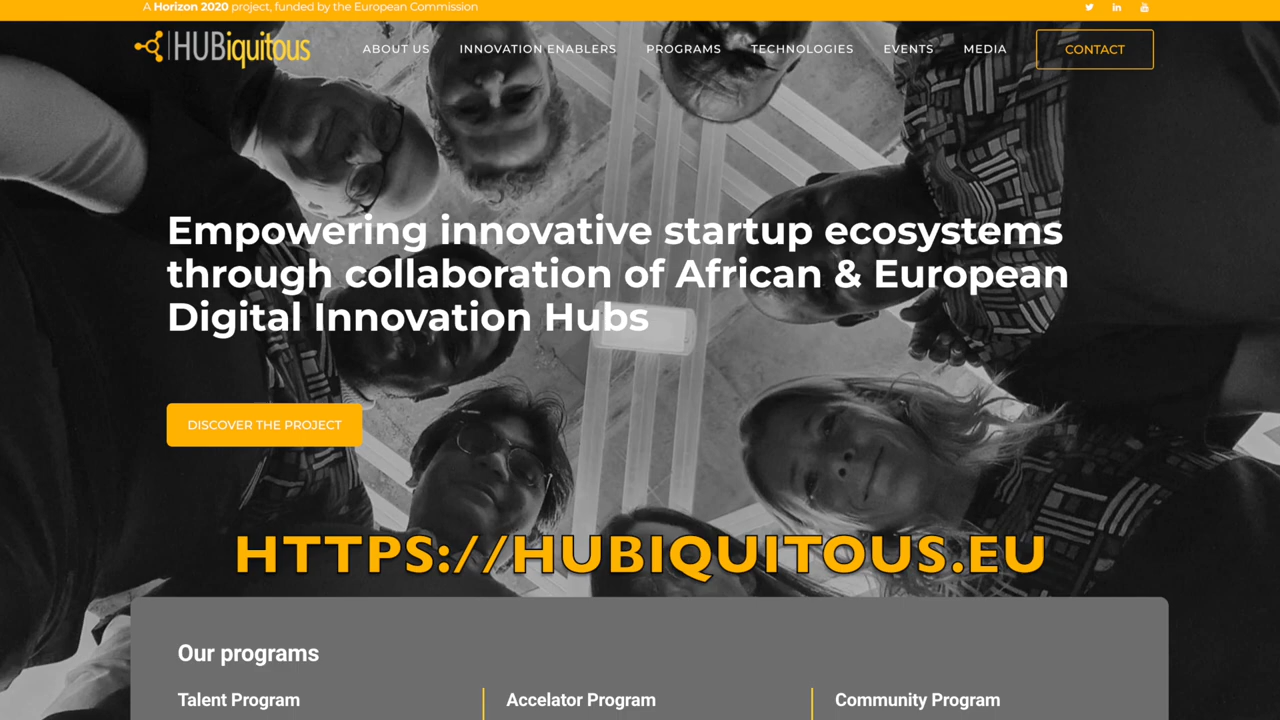 A Horizon 2020 project, funded by the European Commission
HUBiquitous
ABOUT US INNOVATION ENABLERS PROGRAMS TECHNOLOGIES EVENTS MEDIA CONTACT
Empowering innovative startup ecosystems
through collaboration of African & European
Digital Innovation Hubs
DISCOVER THE PROJECT
HTTPS://HUBIQUITOUS.EU
Our programs
Talent Program Accelator Program Community Program